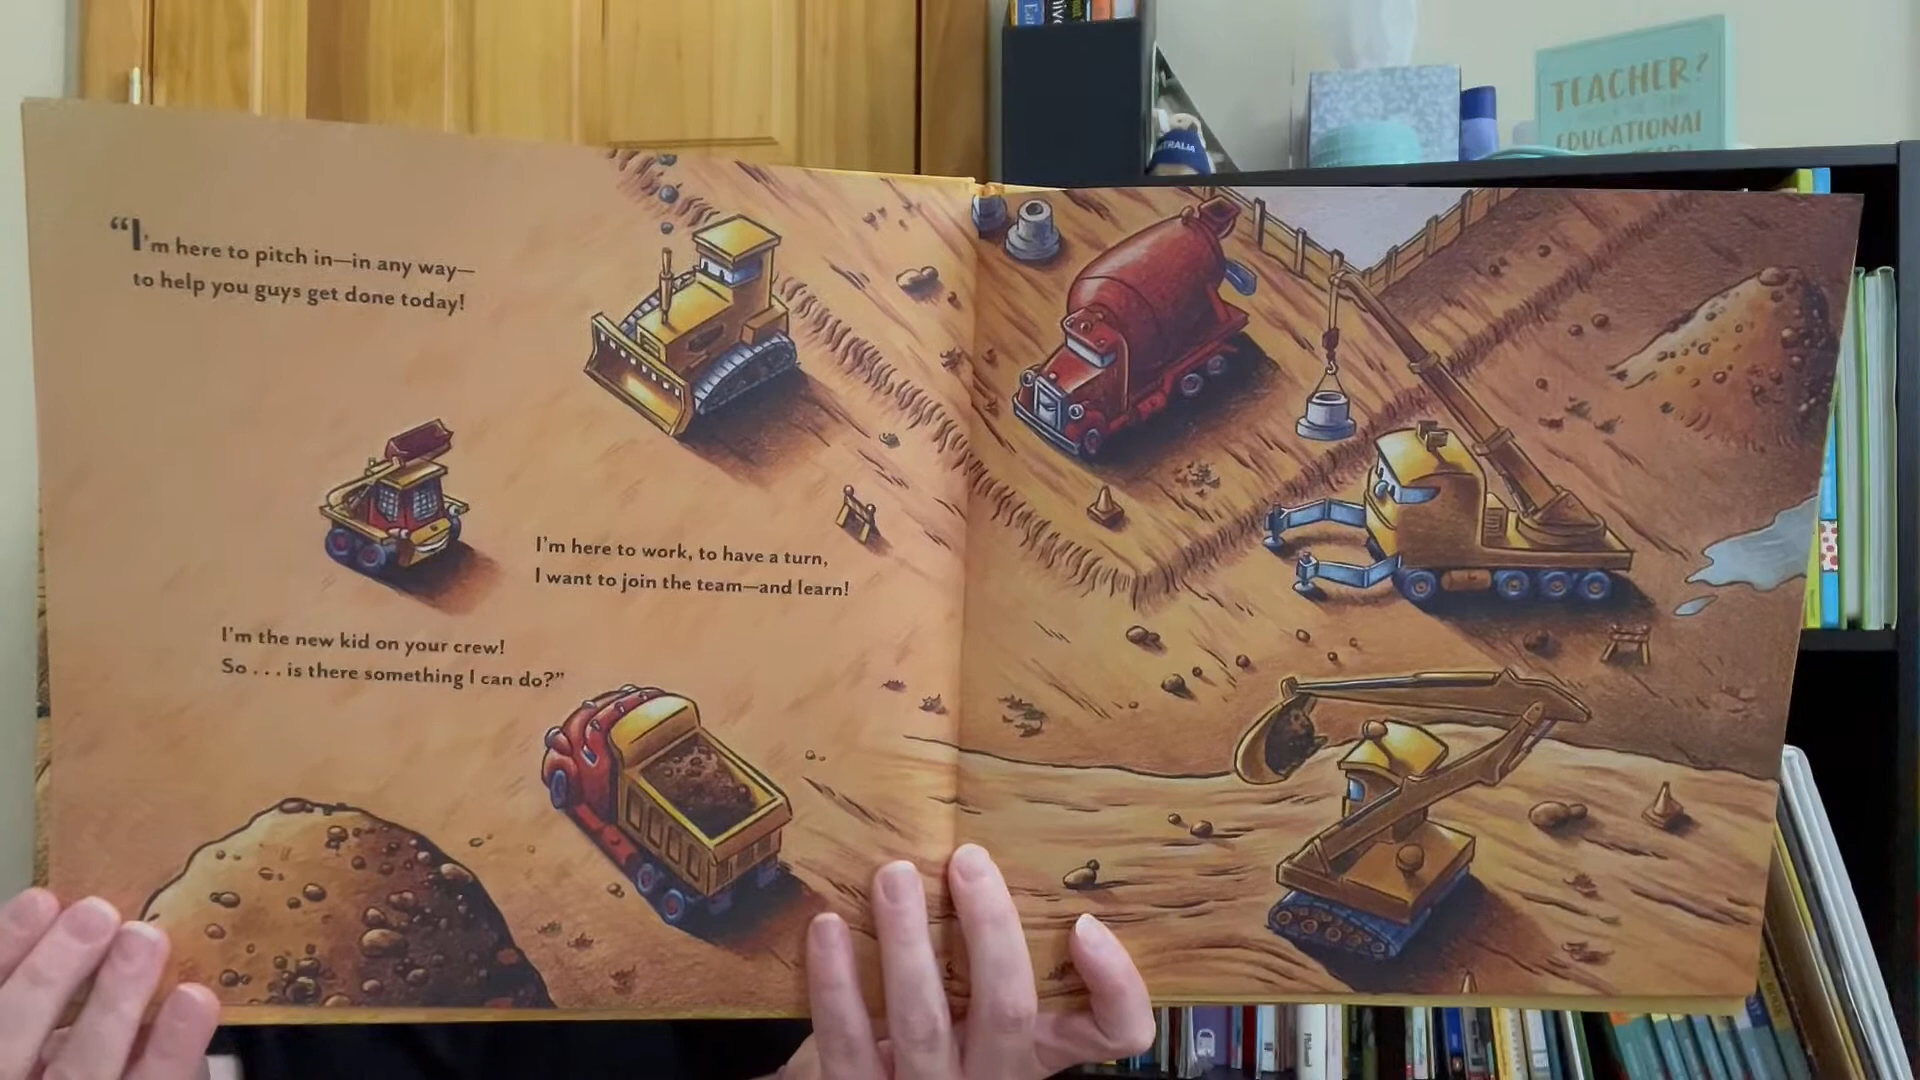 “I’m here to pitch in—in any way—
to help you guys get done today!
I’m here to work, to have a turn,
I want to join the team—and learn!
I’m the new kid on your crew!
So . . . is there something I can do?”
TEACHER?
EDUCATIONAL